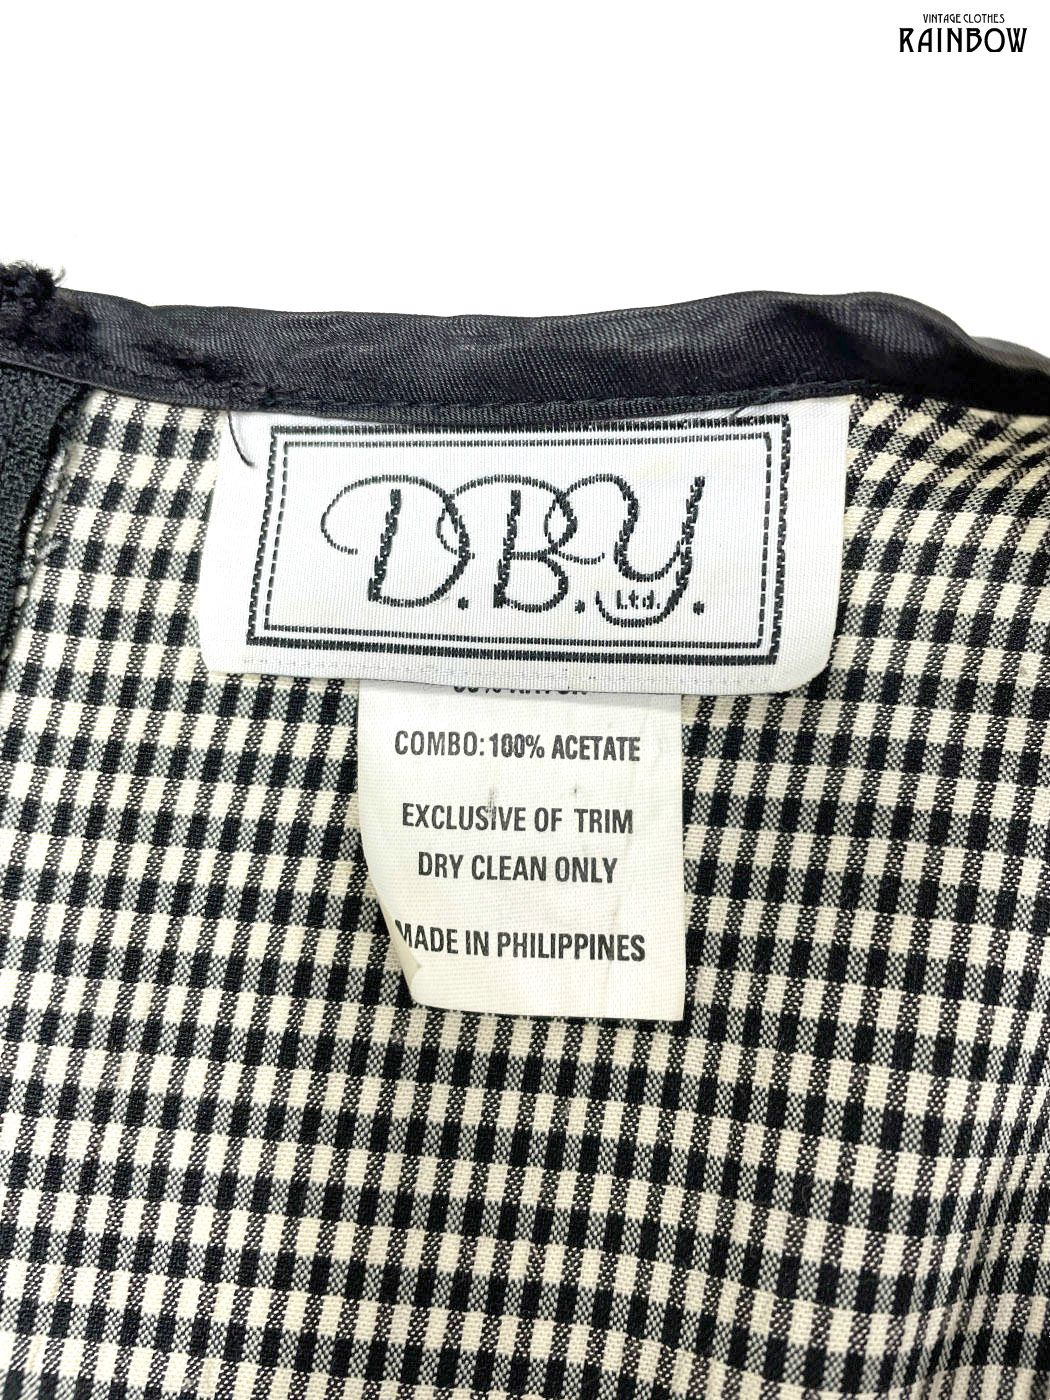 VINTAGE CLOTHES
RAINBOW
D.B.Y.
Ltd.
COMBO: 100% ACETATE
EXCLUSIVE OF TRIM
DRY CLEAN ONLY
MADE IN PHILIPPINES